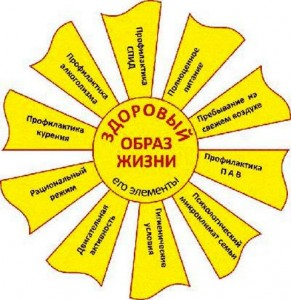 ЗДОРОВЫЙ
ОБРАЗ
ЖИЗНИ
его элементы
Профилактика
СПИД
Полноценное
питание
Пребывание на
свежем воздухе
Профилактика
П А В
Психологический
микроклимат семьи
Гигиенические
условия
Двигательная
активность
Рациональный
режим
Профилактика
курения
Профилактика
алкоголизма